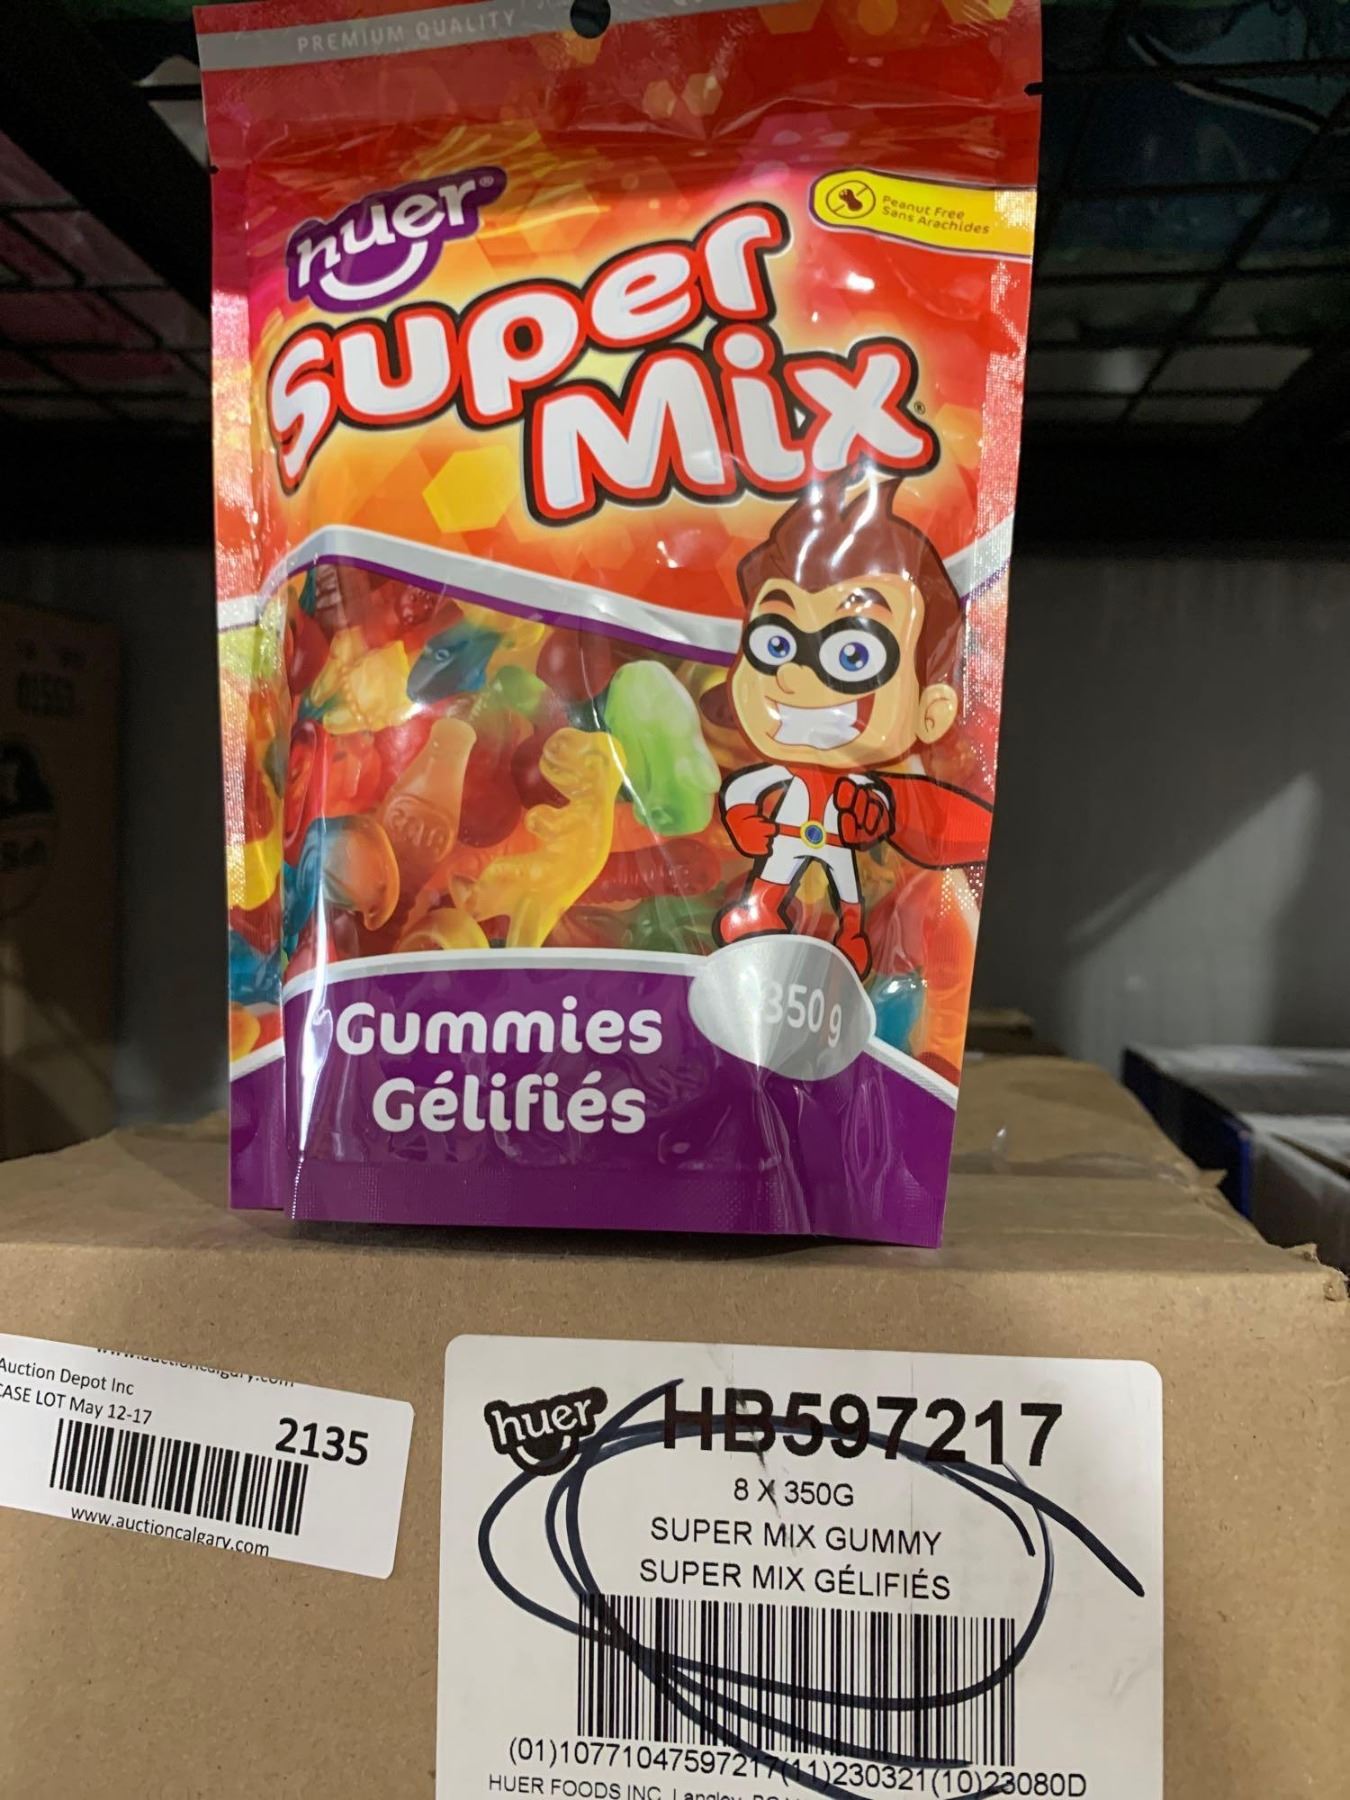 PREMIUM QUALITY
huer®
Peanut Free
Sans Arachides
Super
Mix®
Gummies
Gélifiés
350 g
Auction Depot Inc
CASE LOT May 12-17
2135
www.auctioncalgary.com
huer
HB597217
8 X 350G
SUPER MIX GUMMY
SUPER MIX GÉLIFIÉS
(01)10771047597217(11)230321(10)23080D
HUER FOODS INC. Langley